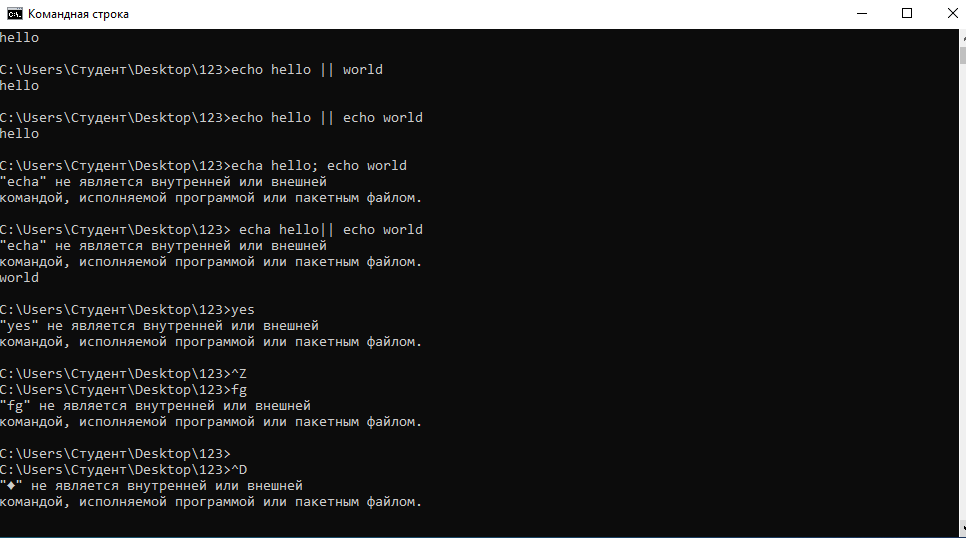 Командная строка
hello
C:\Users\Студент\Desktop\123>echo hello || world
hello
C:\Users\Студент\Desktop\123>echo hello || echo world
hello
C:\Users\Студент\Desktop\123>echa hello; echo world
"echa" не является внутренней или внешней
командой, исполняемой программой или пакетным файлом.
C:\Users\Студент\Desktop\123> echa hello|| echo world
"echa" не является внутренней или внешней
командой, исполняемой программой или пакетным файлом.
world
C:\Users\Студент\Desktop\123>yes
"yes" не является внутренней или внешней
командой, исполняемой программой или пакетным файлом.
C:\Users\Студент\Desktop\123>^Z
C:\Users\Студент\Desktop\123>fg
"fg" не является внутренней или внешней
командой, исполняемой программой или пакетным файлом.
C:\Users\Студент\Desktop\123>
C:\Users\Студент\Desktop\123>^D
"♦" не является внутренней или внешней
командой, исполняемой программой или пакетным файлом.